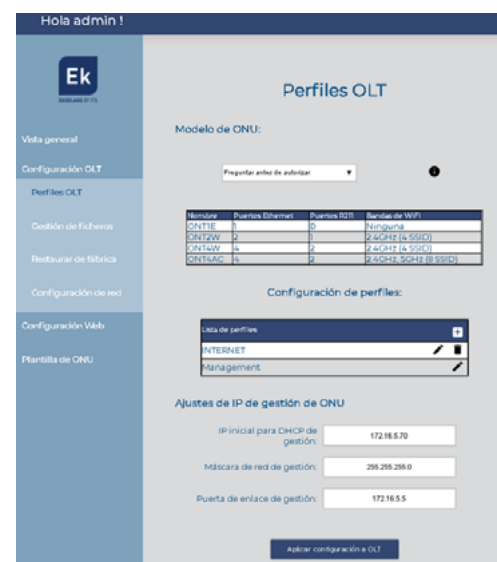 Hola admin !
Ek
EKSELANS BY ITS
Perfiles OLT
Vista general
Configuración OLT
Perfiles OLT
Gestión de ficheros
Restaurar de fábrica
Configuración de red
Configuración Web
Plantilla de ONU
Modelo de ONU:
Preguntar antes de autorizar
Nombre Puertos Ethernet Puertos RJ11 Bandas de WiFi
ONT1E 1 0 Ninguna
ONT2W 2 1 2.4GHz (4 SSID)
ONT4W 4 2 2.4GHz (4 SSID)
ONT4AC 4 2 2.4GHz, 5GHz (8 SSID)
Configuración de perfiles:
Lista de perfiles
INTERNET
Management
Ajustes de IP de gestión de ONU
IP inicial para DHCP de
gestión: 172.16.5.70
Máscara de red de gestión: 255.255.255.0
Puerta de enlace de gestión: 172.16.5.5
Aplicar configuración a OLT